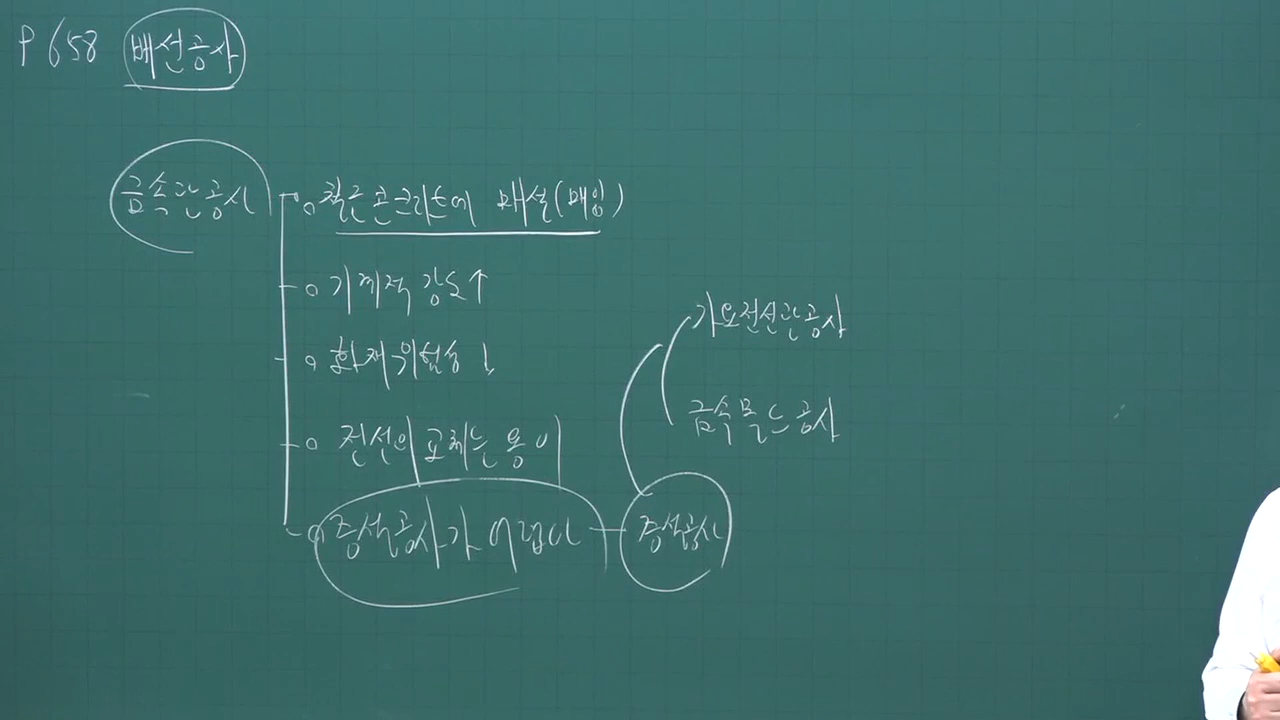 P 658 배선공사
금속관공사
철근콘크리트에 매설(매입)
기계적 강도↑
화재위험성↓
전선의 교체는 용이
증설공사가 어렵다 - 증설공사
가요전선관공사
금속몰드공사